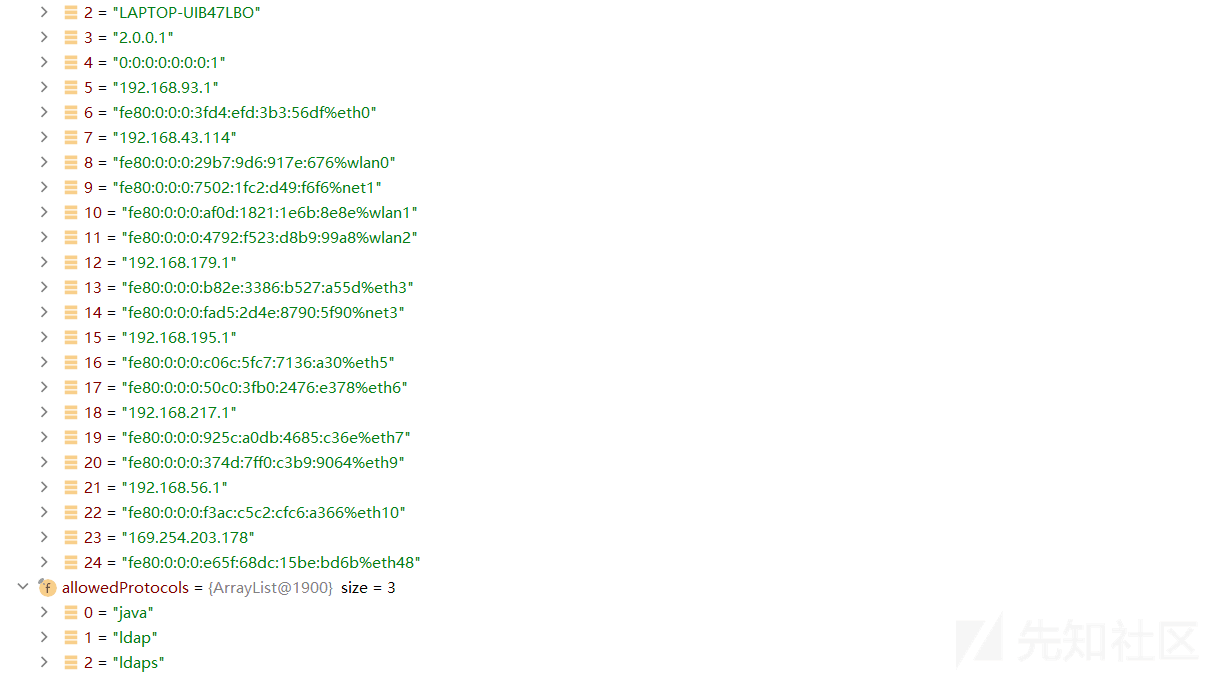 2 = "LAPTOP-UIB47LBO"
3 = "2.0.0.1"
4 = "0:0:0:0:0:0:0:1"
5 = "192.168.93.1"
6 = "fe80:0:0:0:3fd4:efd:3b3:56df%eth0"
7 = "192.168.43.114"
8 = "fe80:0:0:0:29b7:9d6:917e:676%wlan0"
9 = "fe80:0:0:0:7502:1fc2:d49:f6f6%net1"
10 = "fe80:0:0:0:af0d:1821:1e6b:8e8e%wlan1"
11 = "fe80:0:0:0:4792:f523:d8b9:99a8%wlan2"
12 = "192.168.179.1"
13 = "fe80:0:0:0:b82e:3386:b527:a55d%eth3"
14 = "fe80:0:0:0:fad5:2d4e:8790:5f90%net3"
15 = "192.168.195.1"
16 = "fe80:0:0:0:c06c:5fc7:7136:a30%eth5"
17 = "fe80:0:0:0:50c0:3fb0:2476:e378%eth6"
18 = "192.168.217.1"
19 = "fe80:0:0:0:925c:a0db:4685:c36e%eth7"
20 = "fe80:0:0:0:374d:7ff0:c3b9:9064%eth9"
21 = "192.168.56.1"
22 = "fe80:0:0:0:f3ac:c5c2:cfc6:a366%eth10"
23 = "169.254.203.178"
24 = "fe80:0:0:0:e65f:68dc:15be:bd6b%eth48"
f allowedProtocols = {ArrayList@1900} size = 3
0 = "java"
1 = "ldap"
2 = "ldaps"
先知社区